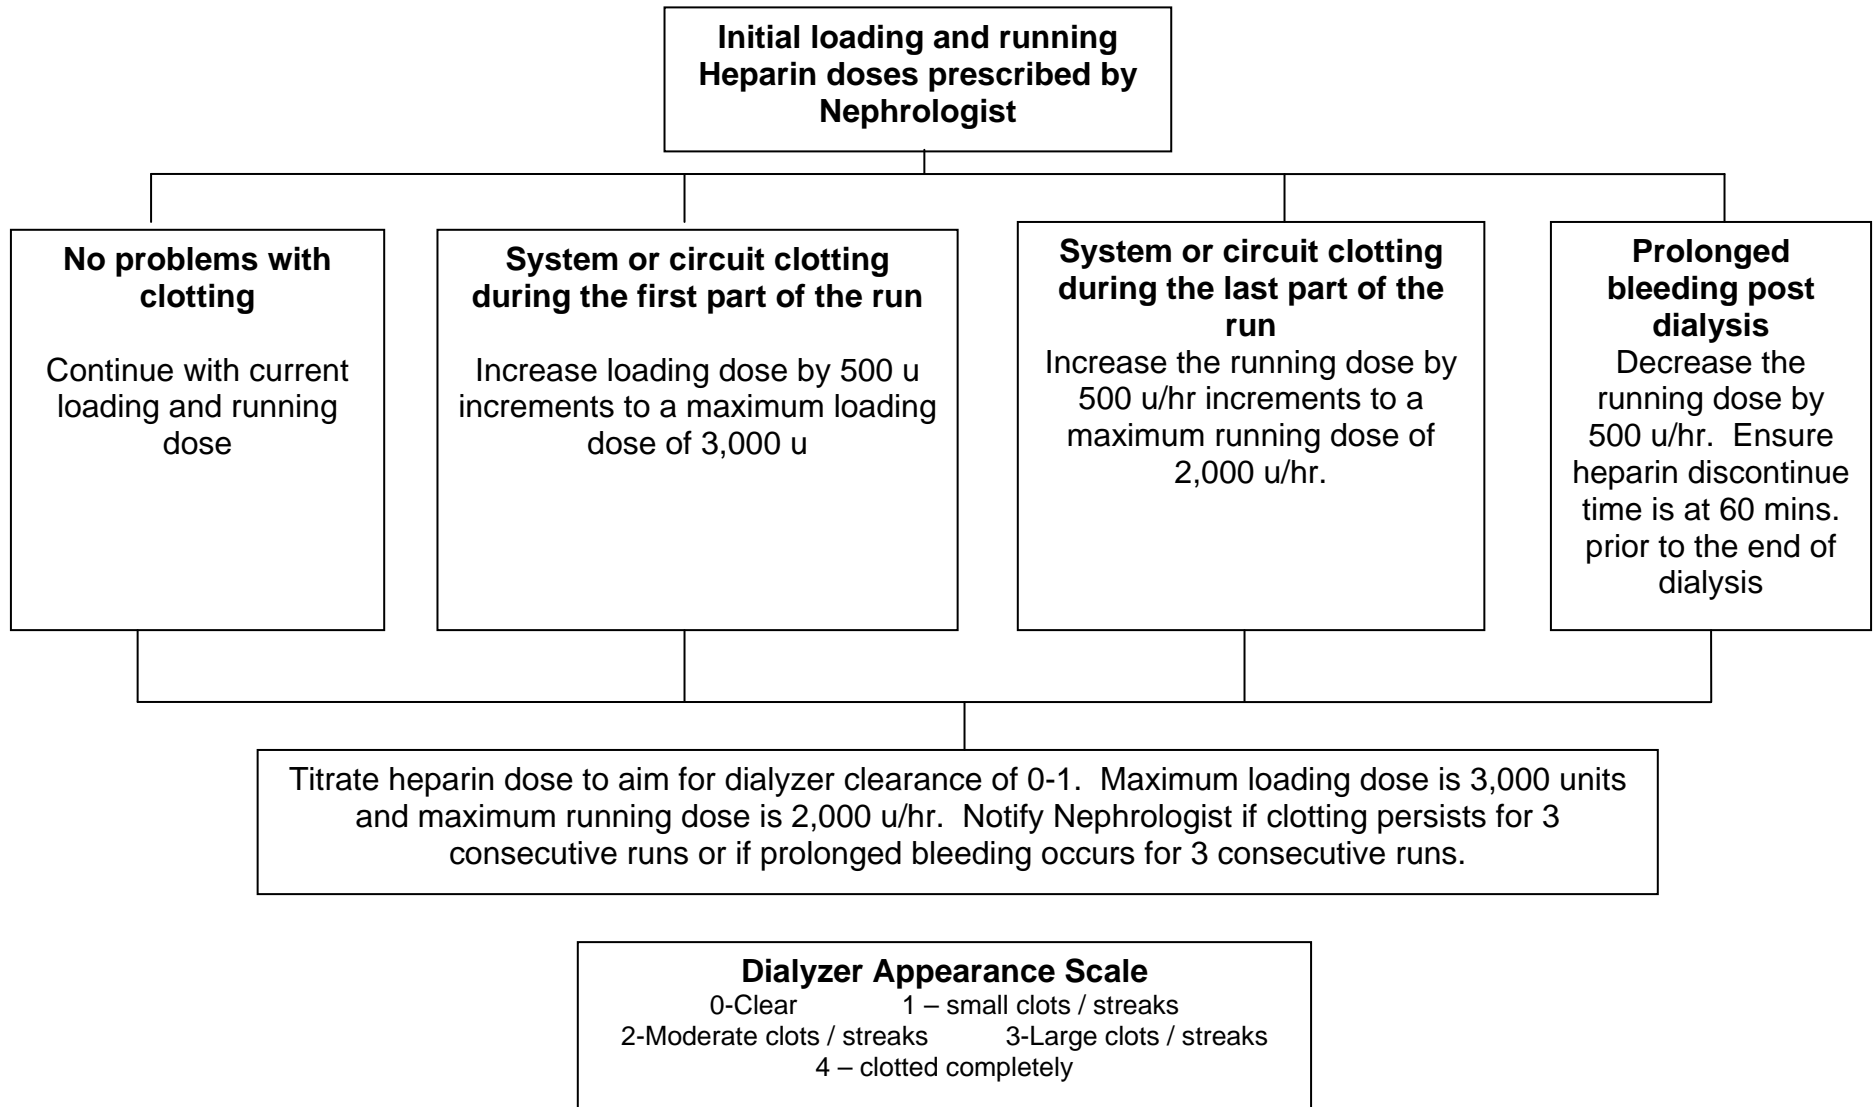 Initial loading and running
Heparin doses prescribed by
Nephrologist
No problems with
clotting
Continue with current
loading and running
dose
System or circuit clotting
during the first part of the run
Increase loading dose by 500 u
increments to a maximum loading
dose of 3,000 u
System or circuit clotting
during the last part of the
run
Increase the running dose by
500 u/hr increments to a
maximum running dose of
2,000 u/hr.
Prolonged
bleeding post
dialysis
Decrease the
running dose by
500 u/hr.  Ensure
heparin discontinue
time is at 60 mins.
prior to the end of
dialysis
Titrate heparin dose to aim for dialyzer clearance of 0-1.  Maximum loading dose is 3,000 units
and maximum running dose is 2,000 u/hr.  Notify Nephrologist if clotting persists for 3
consecutive runs or if prolonged bleeding occurs for 3 consecutive runs.
Dialyzer Appearance Scale
0-Clear 1 – small clots / streaks
2-Moderate clots / streaks 3-Large clots / streaks
4 – clotted completely